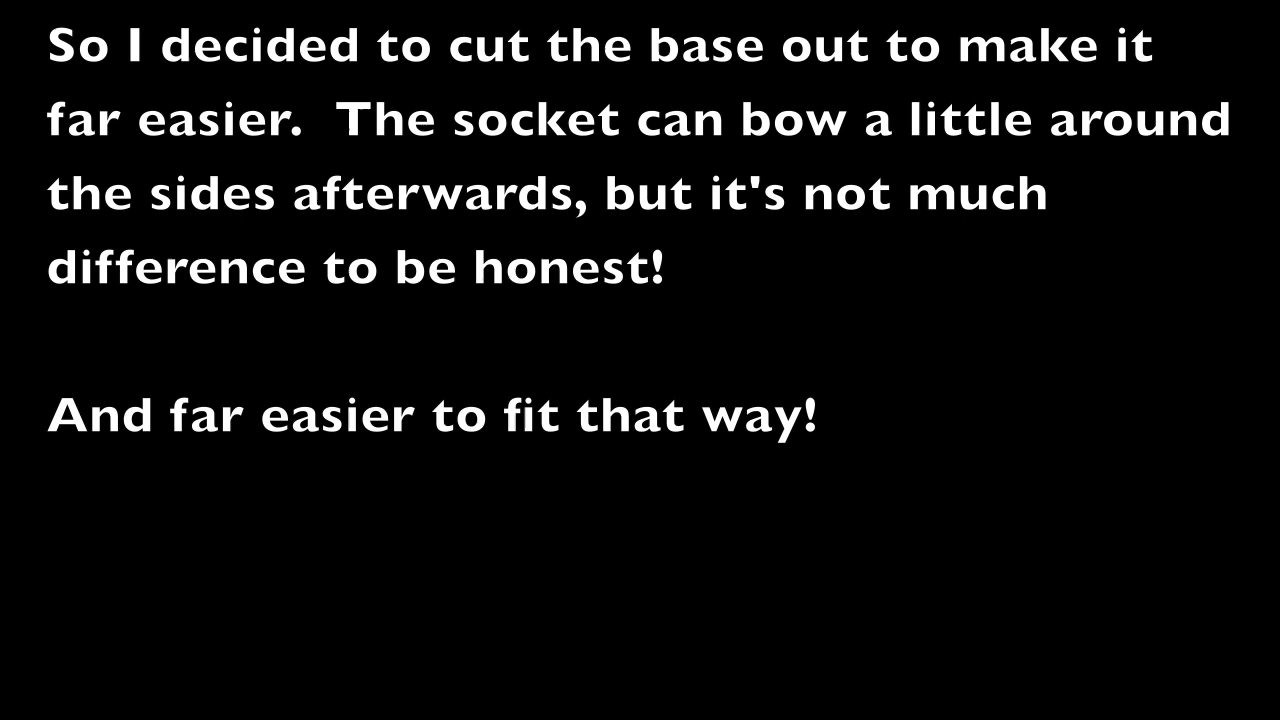 So I decided to cut the base out to make it
far easier.  The socket can bow a little around
the sides afterwards, but it's not much
difference to be honest!
And far easier to fit that way!